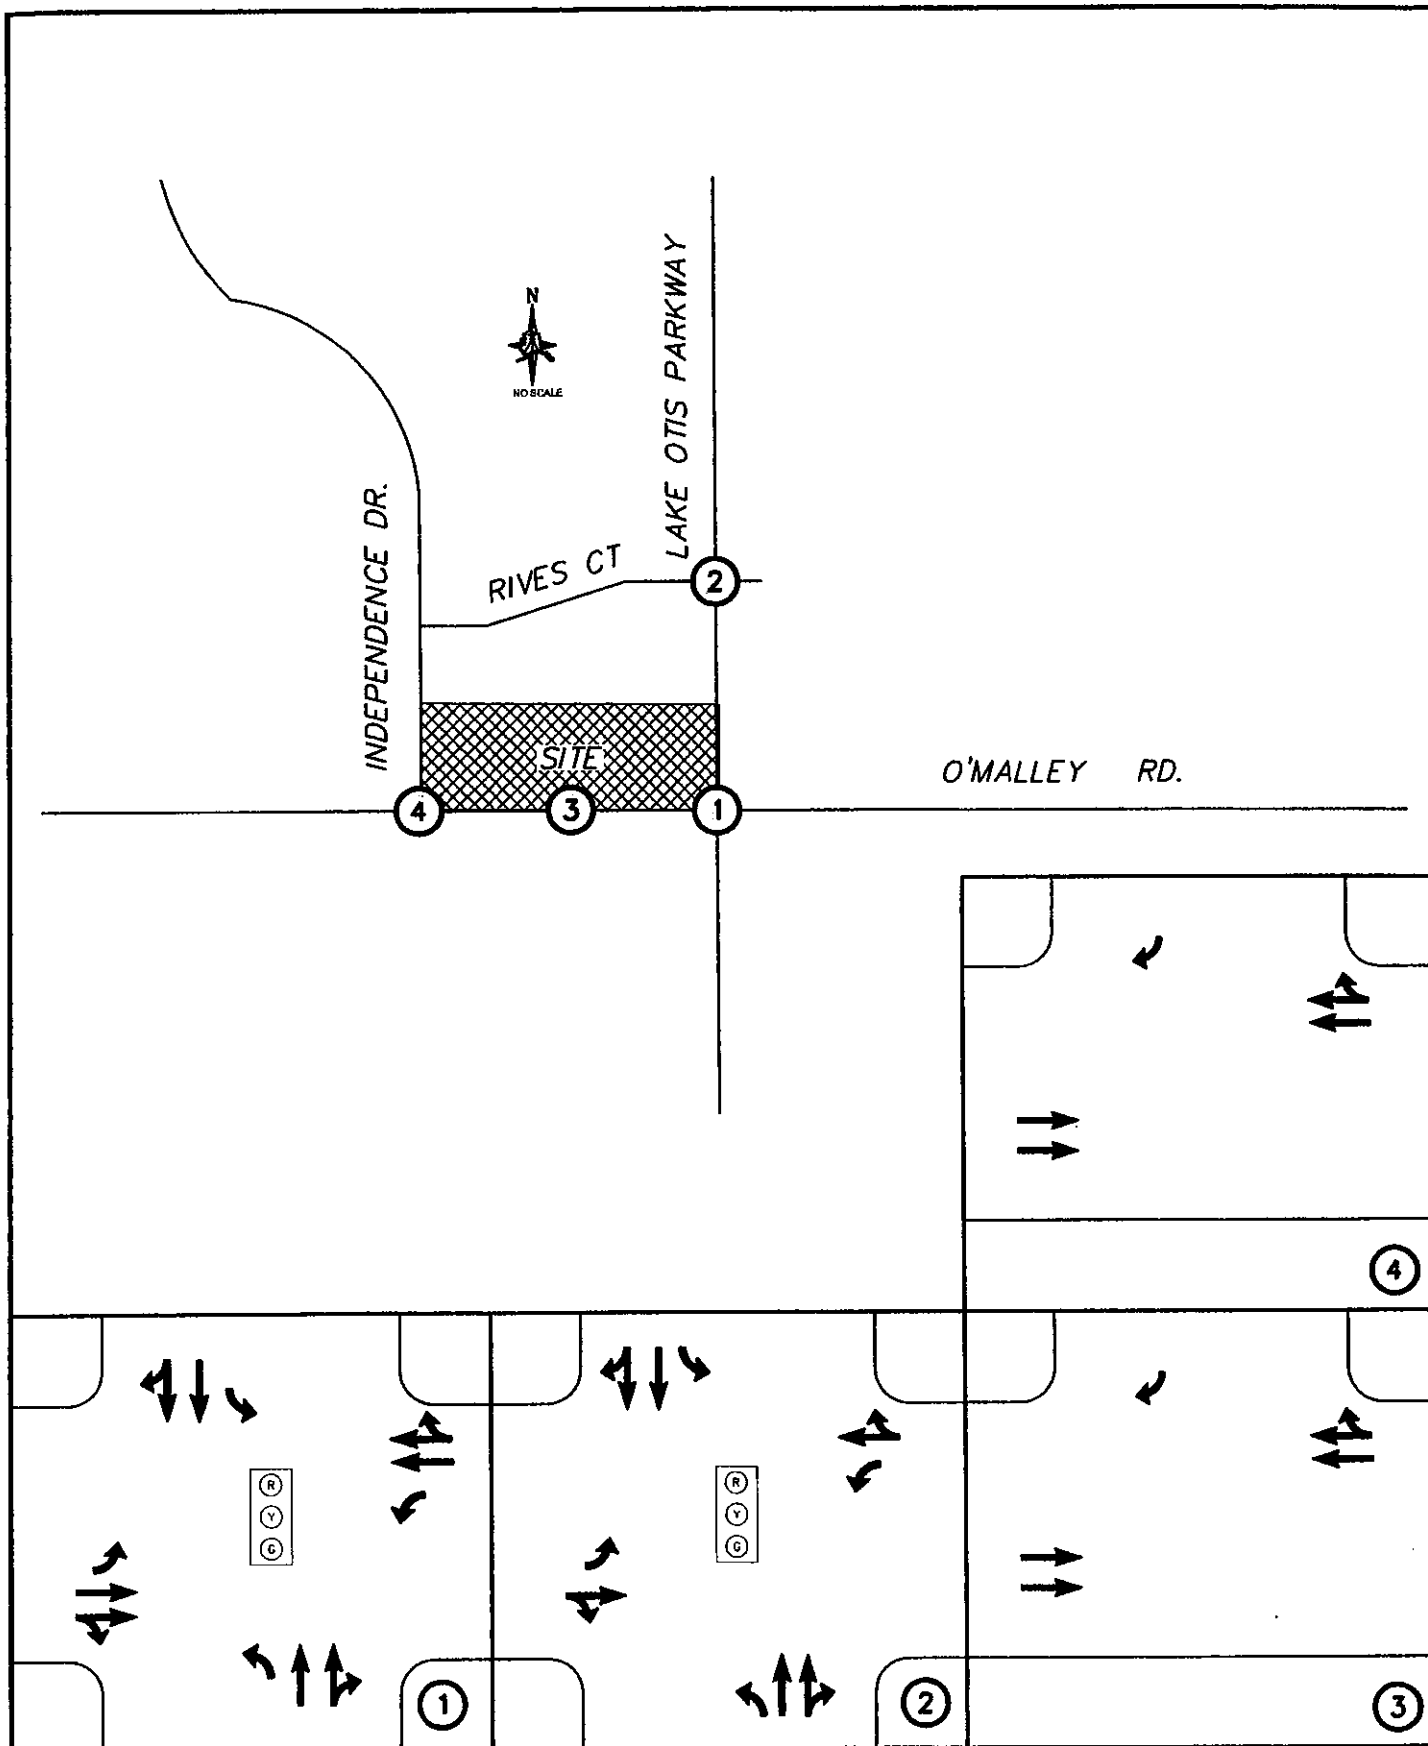 N
NO SCALE
LAKE OTIS PARKWAY
INDEPENDENCE DR.
RIVES CT
2
SITE
O'MALLEY RD.
4
3
1
4
R
Y
G
R
Y
G
1
2
3